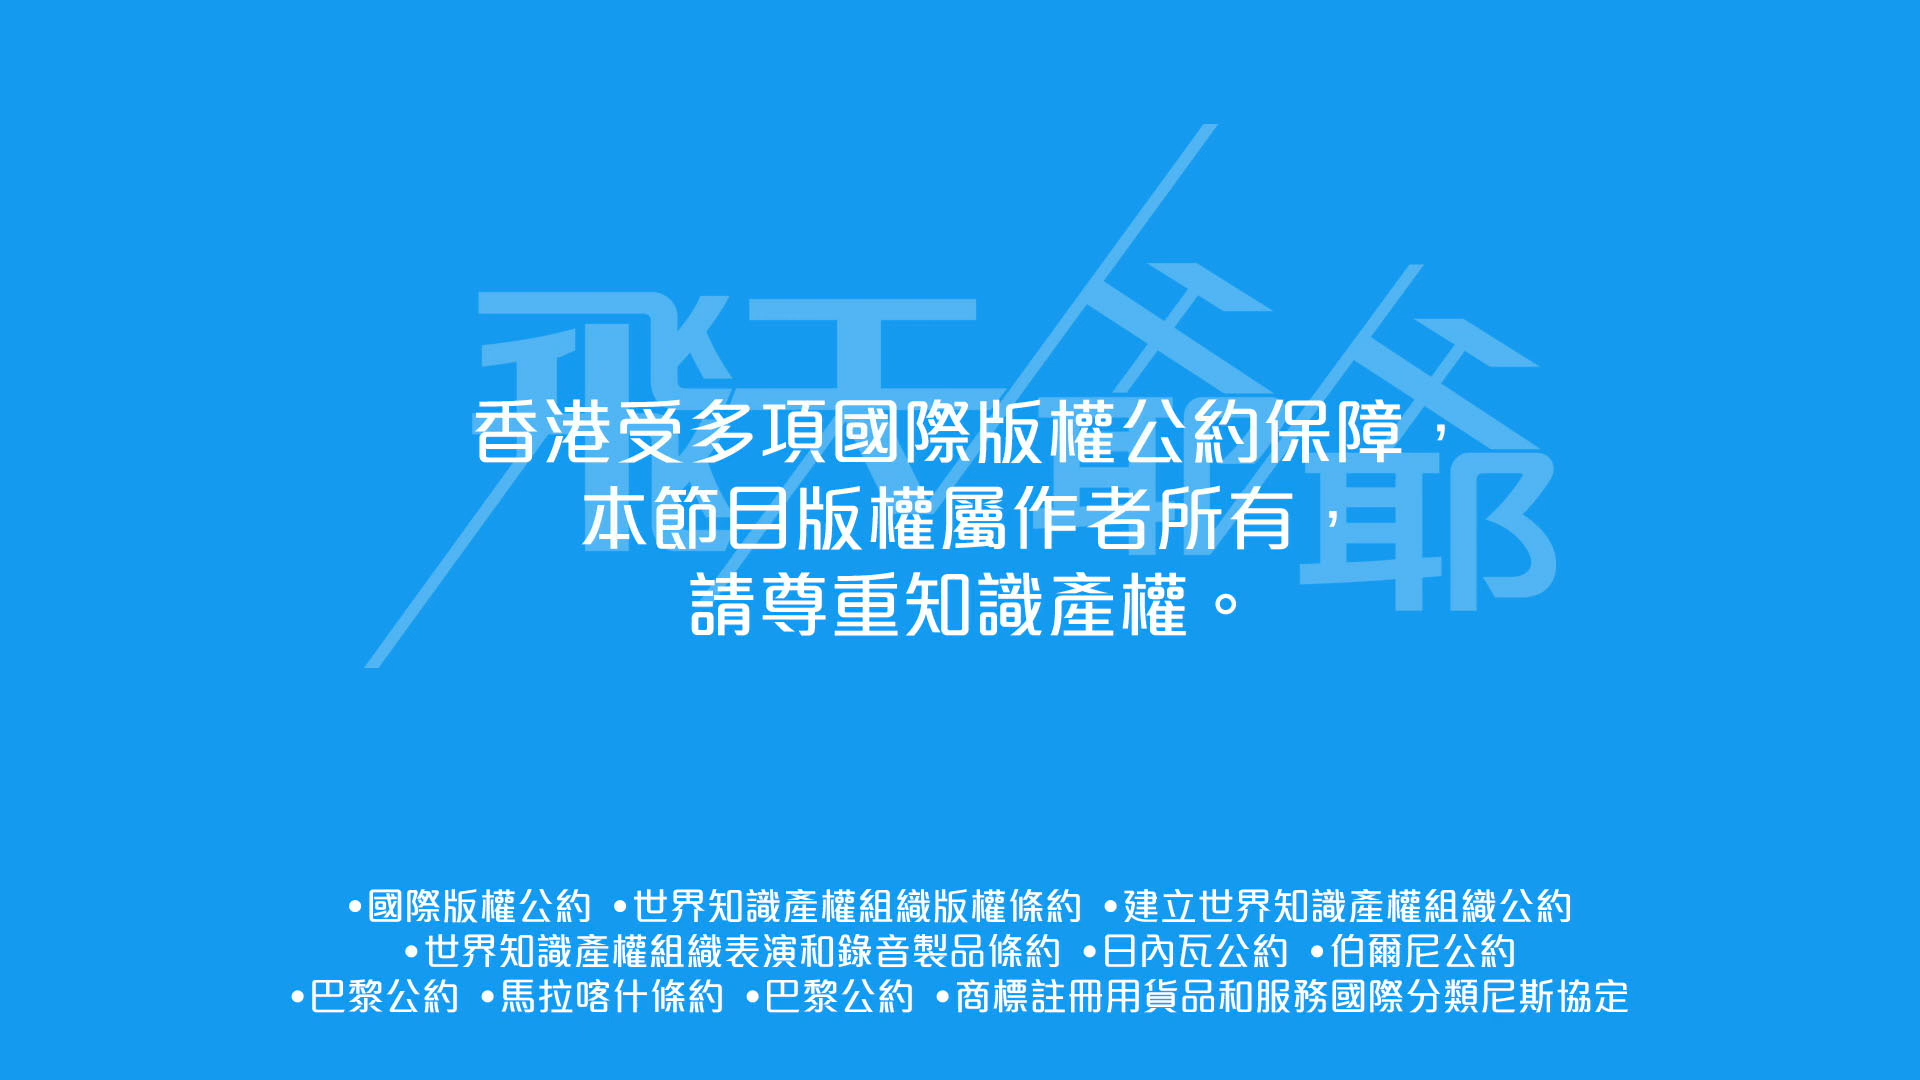 飛天爺爺
香港受多項國際版權公約保障，
本節目版權屬作者所有，
請尊重知識產權。
•國際版權公約 •世界知識產權組織版權條約 •建立世界知識產權組織公約
•世界知識產權組織表演和錄音製品條約 •日內瓦公約 •伯爾尼公約
•巴黎公約 •馬拉喀什條約 •巴黎公約 •商標註冊用貨品和服務國際分類尼斯協定